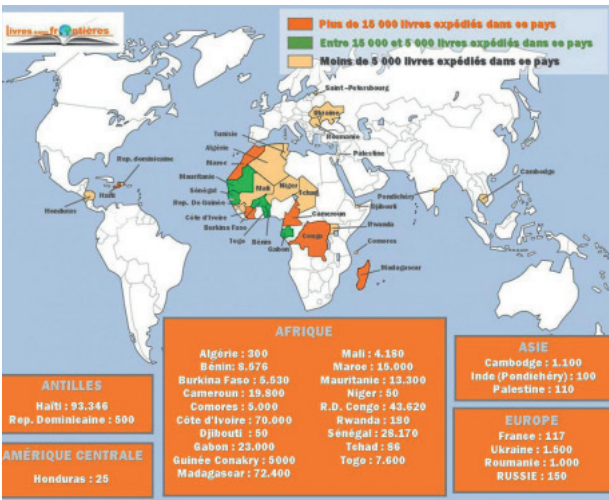 livres sans frontières
Plus de 15 000 livres expédiés dans ce pays
Entre 15 000 et 5 000 livres expédiés dans ce pays
Moins de 5 000 livres expédiés dans ce pays
Saint-Petersbourg
Ukraine
Roumanie
Tunisie
Algérie
Palestine
Maroc
Rep. dominicaine
Mauritanie
Cambodge
Haïti
Sénégal
Mali
Niger
Tchad
Pondichéry
Djibouti
Honduras
Rep. De Guinée
Côte d'Ivoire
Cameroun
Rwanda
Burkina Faso
Congo
Togo
Bénin
Comores
Gabon
Madagascar
AFRIQUE
Algérie : 300
Bénin: 8.576
Burkina Faso : 5.530
Cameroun : 19.800
Comores : 5.000
Côte d'Ivoire : 70.000
Djibouti : 50
Gabon : 23.000
Guinée Conakry : 5000
Madagascar : 72.400
Mali : 4.180
Maroc : 15.000
Mauritanie : 13.300
Niger : 50
R.D. Congo : 43.620
Rwanda : 180
Sénégal : 28.170
Tchad : 86
Togo : 7.600
ANTILLES
Haïti : 93.346
Rep. Dominicaine : 500
AMÉRIQUE CENTRALE
Honduras : 25
ASIE
Cambodge : 1.100
Inde (Pondichéry) : 100
Palestine : 110
EUROPE
France : 117
Ukraine : 1.500
Roumanie : 1.000
RUSSIE : 150